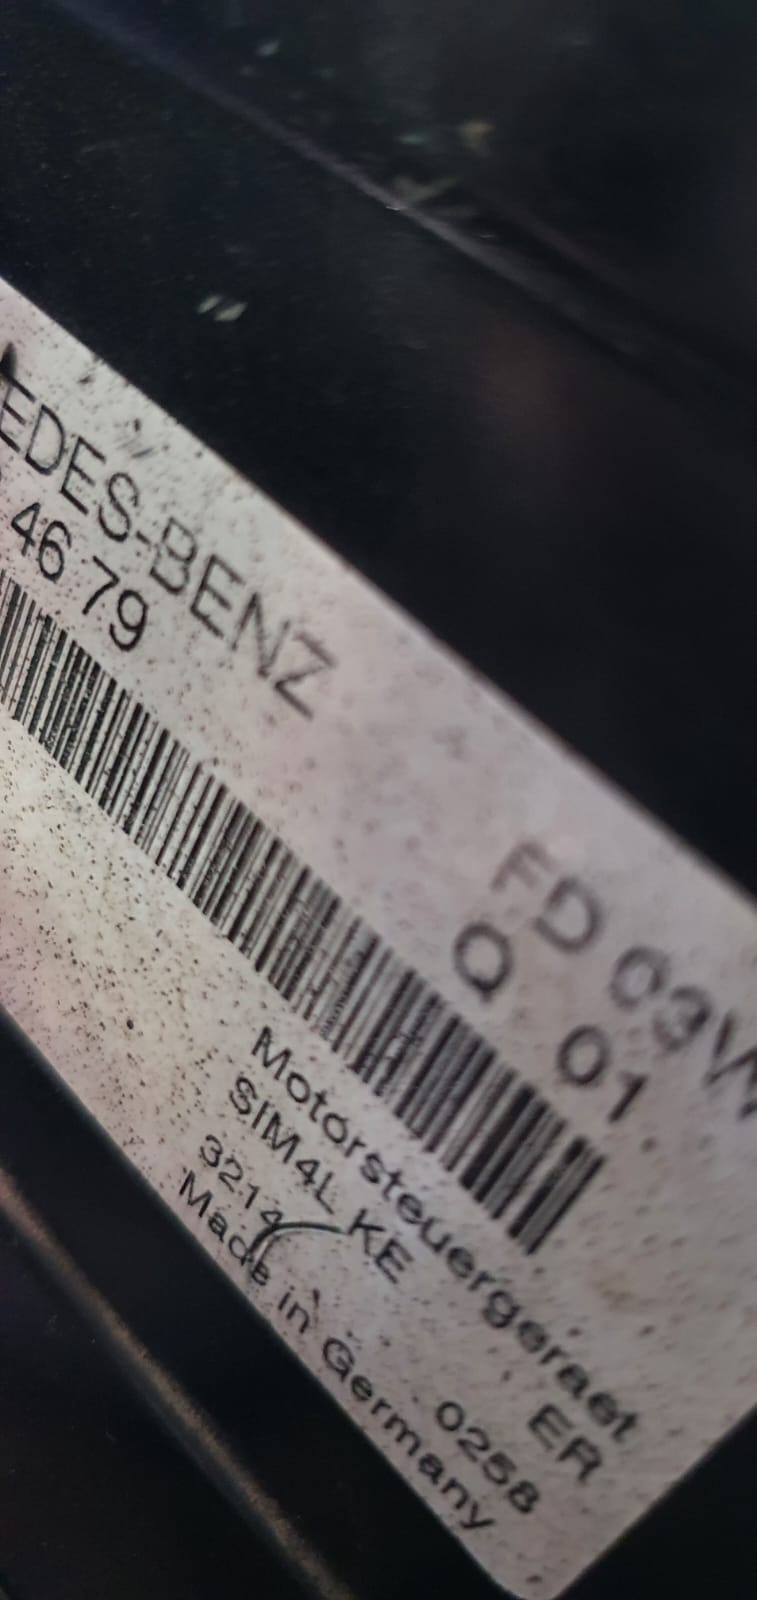 EDES-BENZ
46 79
FD 03W
Q 01
Motorsteuergeraet
SIM4L KE ER
3214 0258
Made in Germany